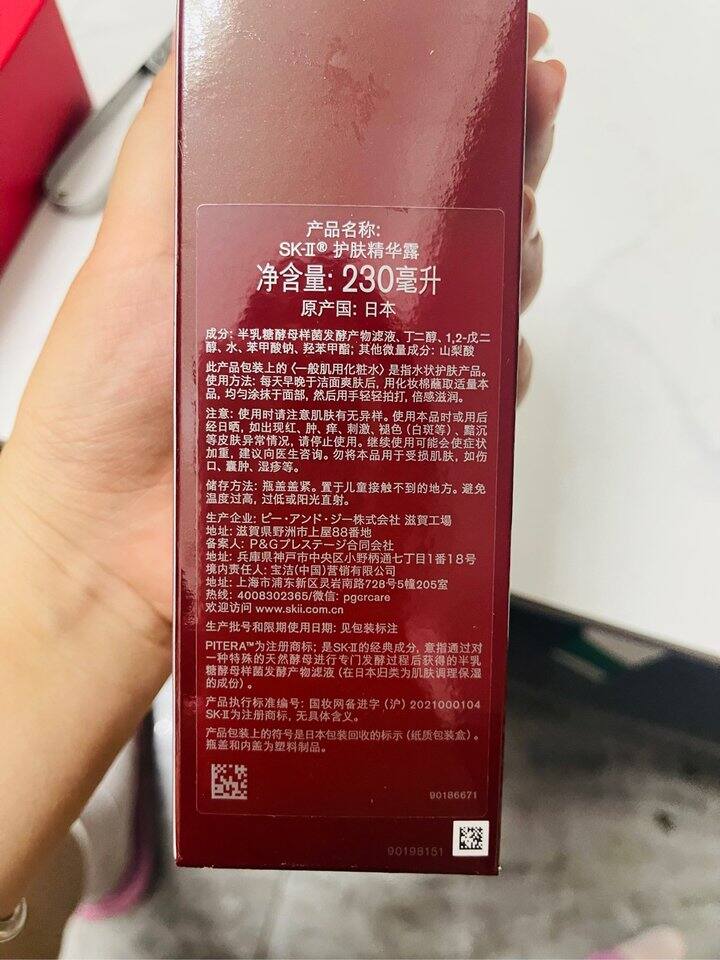 产品名称:
SK-II® 护肤精华露
净含量: 230毫升
原产国: 日本
成分: 半乳糖酵母样菌发酵产物滤液、丁二醇、1,2-戊二
醇、水、苯甲酸钠、羟苯甲酯; 其他微量成分: 山梨酸
此产品包装上的〈一般肌用化粧水〉是指水状护肤产品。
使用方法: 每天早晚于洁面爽肤后, 用化妆棉蘸取适量本
品, 均匀涂抹于面部, 然后用手轻轻拍打, 倍感滋润。
注意: 使用时请注意肌肤有无异样。使用本品时或用后
经日晒, 如出现红、肿、痒、刺激、褪色 (白斑等)、黯沉
等皮肤异常情况, 请停止使用。继续使用可能会使症状
加重, 建议向医生咨询。勿将本品用于受损肌肤, 如伤
口、囊肿、湿疹等。
储存方法: 瓶盖盖紧。置于儿童接触不到的地方。避免
温度过高, 过低或阳光直射。
生产企业: ピー・アンド・ジー株式会社 滋賀工場
地址: 滋賀県野洲市上屋88番地
备案人: P&Gプレステージ合同会社
地址: 兵庫県神戸市中央区小野柄通七丁目1番18号
境内责任人: 宝洁(中国)营销有限公司
地址: 上海市浦东新区灵岩南路728号5幢205室
热线: 4008302365/微信: pgcrcare
欢迎访问 www.skii.com.cn
生产批号和限期使用日期: 见包装标注
PITERA™为注册商标; 是SK-II的经典成分, 意指通过对
一种特殊的天然酵母进行专门发酵过程后获得的半乳
糖酵母样菌发酵产物滤液 (在日本归类为肌肤调理保湿
的成份) 。
产品执行标准编号: 国妆网备进字 (沪) 2021000104
SK-II为注册商标, 无具体含义。
产品包装上的符号是日本包装回收的标示 (纸质包装盒) 。
瓶盖和内盖为塑料制品。
90186671
90198151